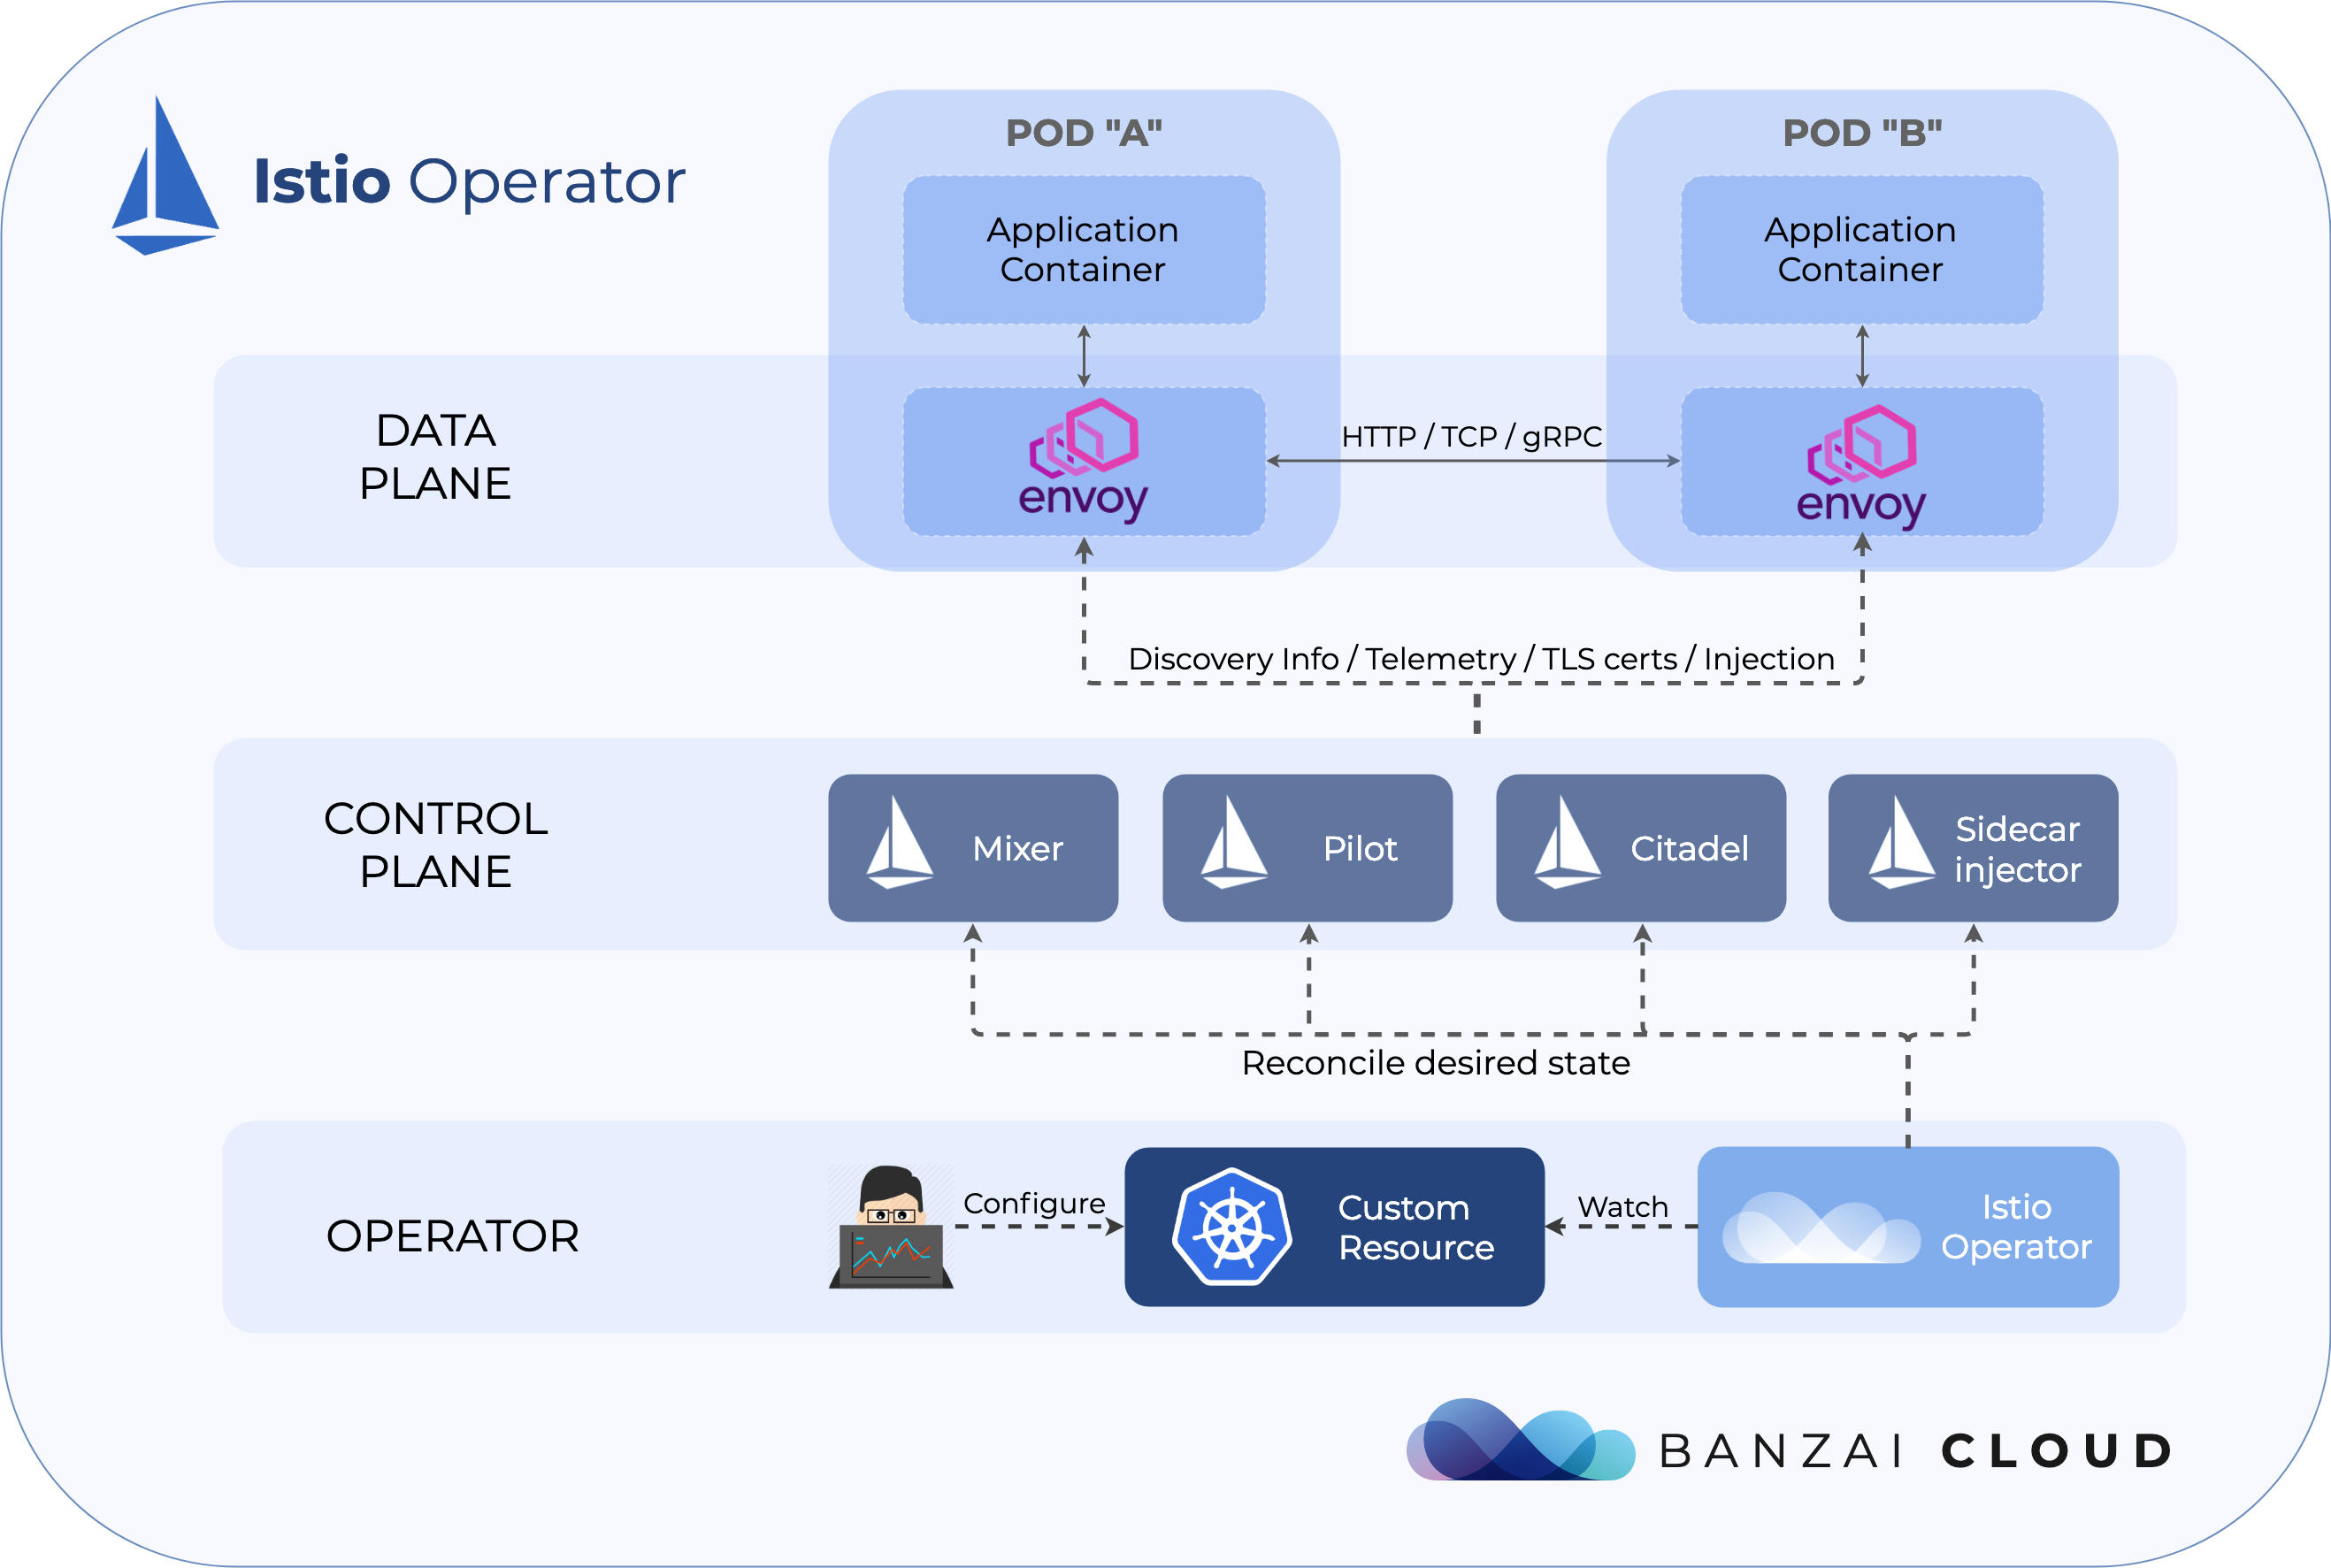 Istio Operator
POD "A"
Application
Container
envoy
POD "B"
Application
Container
envoy
HTTP / TCP / gRPC
DATA
PLANE
Discovery Info / Telemetry / TLS certs / Injection
CONTROL
PLANE
Mixer
Pilot
Citadel
Sidecar
injector
Reconcile desired state
OPERATOR
Configure
Custom
Resource
Watch
Istio
Operator
BANZAI CLOUD